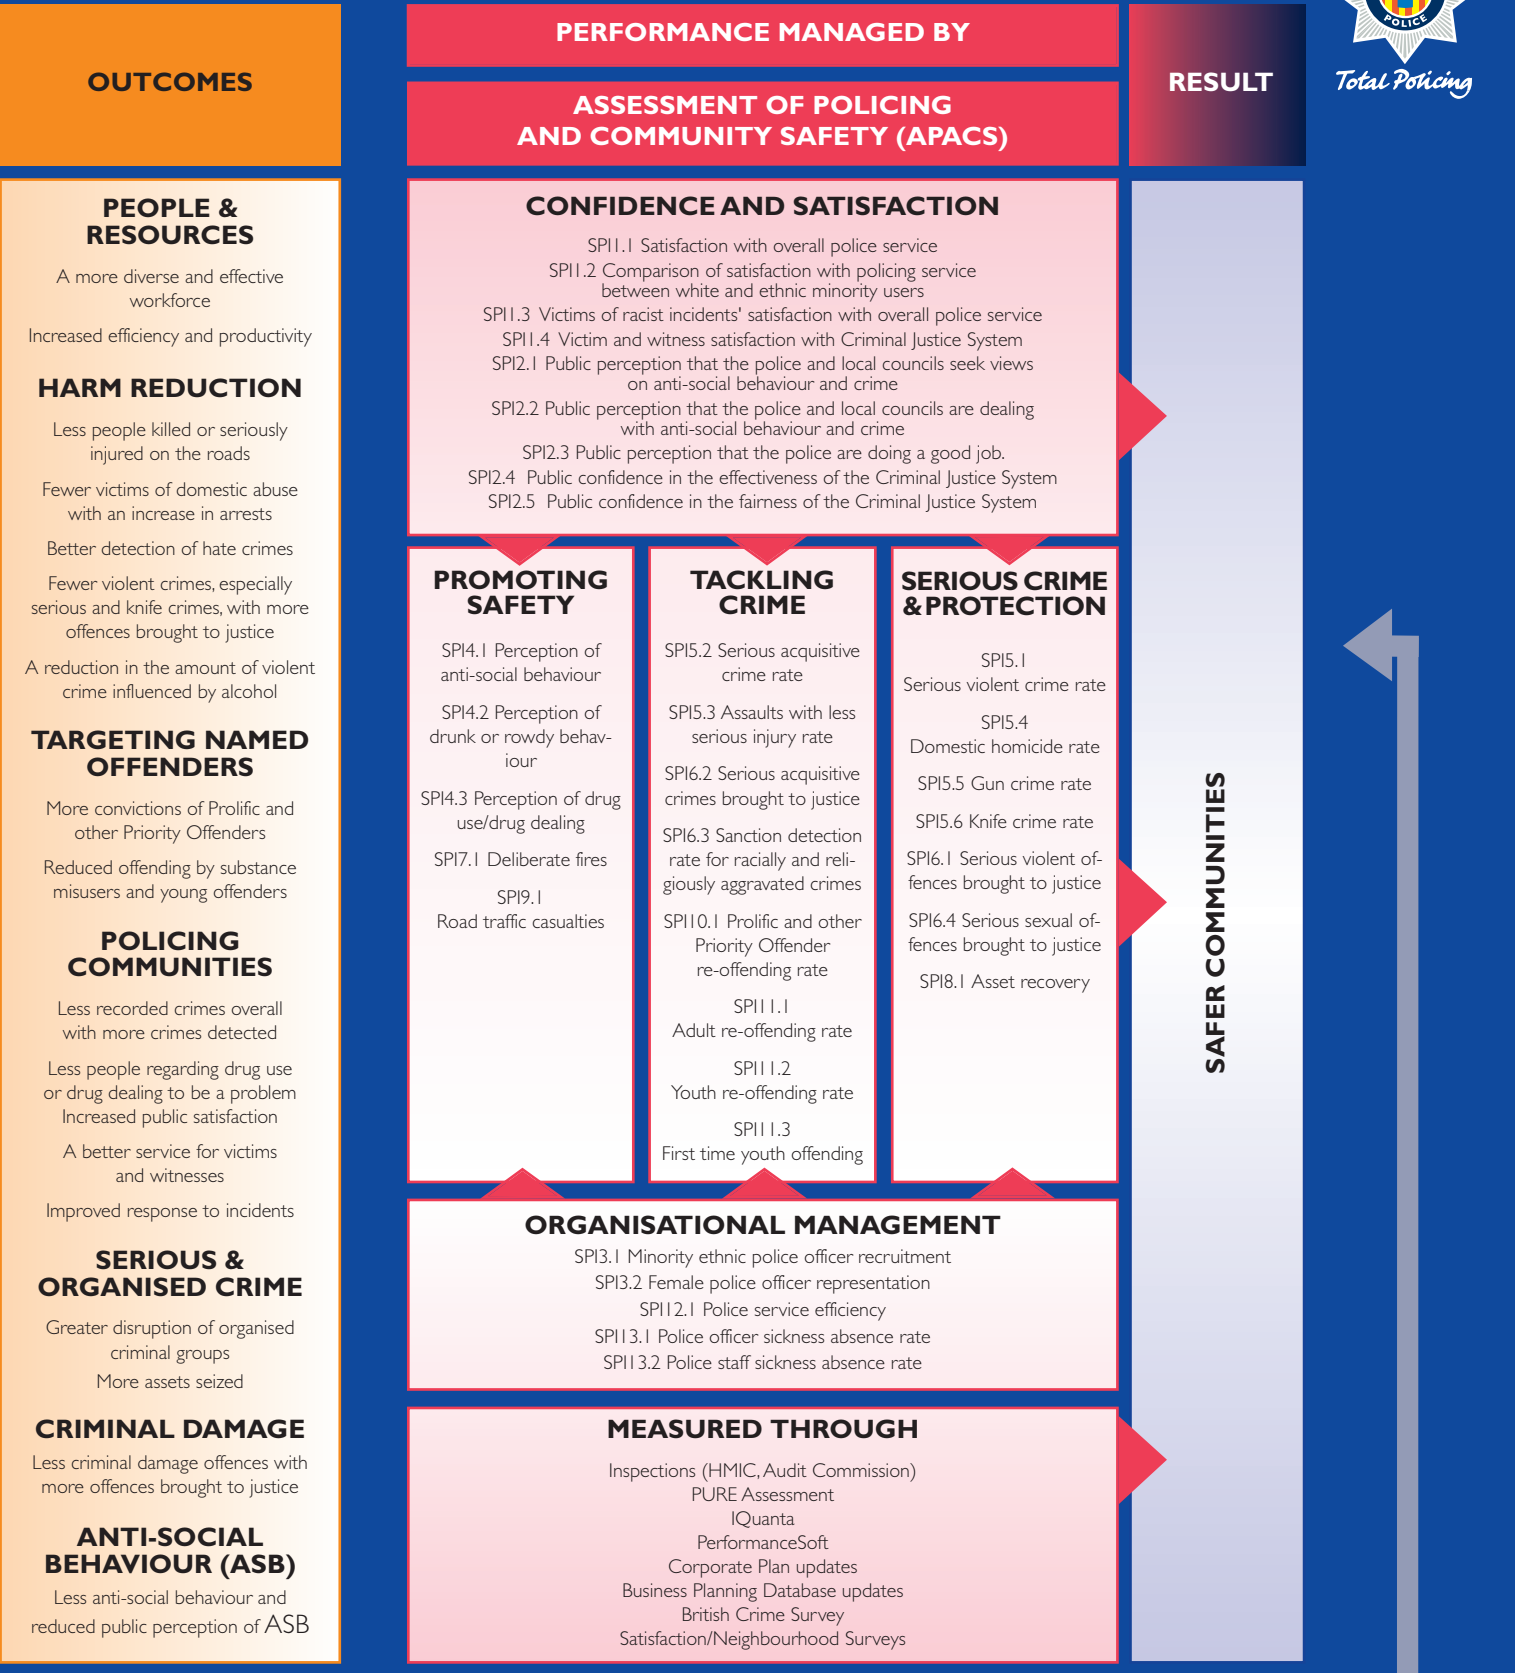 OUTCOMES
PEOPLE &
RESOURCES
A more diverse and effective
workforce
Increased efficiency and productivity
HARM REDUCTION
Less people killed or seriously
injured on the roads
Fewer victims of domestic abuse
with an increase in arrests
Better detection of hate crimes
Fewer violent crimes, especially
serious and knife crimes, with more
offences brought to justice
A reduction in the amount of violent
crime influenced by alcohol
TARGETING NAMED
OFFENDERS
More convictions of Prolific and
other Priority Offenders
Reduced offending by substance
misusers and young offenders
POLICING
COMMUNITIES
Less recorded crimes overall
with more crimes detected
Less people regarding drug use
or drug dealing to be a problem
Increased public satisfaction
A better service for victims
and witnesses
Improved response to incidents
SERIOUS &
ORGANISED CRIME
Greater disruption of organised
criminal groups
More assets seized
CRIMINAL DAMAGE
Less criminal damage offences with
more offences brought to justice
ANTI-SOCIAL
BEHAVIOUR (ASB)
Less anti-social behaviour and
reduced public perception of ASB
PERFORMANCE MANAGED BY
ASSESSMENT OF POLICING
AND COMMUNITY SAFETY (APACS)
CONFIDENCE AND SATISFACTION
SPI1.1 Satisfaction with overall police service
SPI1.2 Comparison of satisfaction with policing service
between white and ethnic minority users
SPI1.3 Victims of racist incidents' satisfaction with overall police service
SPI1.4 Victim and witness satisfaction with Criminal Justice System
SPI2.1 Public perception that the police and local councils seek views
on anti-social behaviour and crime
SPI2.2 Public perception that the police and local councils are dealing
with anti-social behaviour and crime
SPI2.3 Public perception that the police are doing a good job.
SPI2.4 Public confidence in the effectiveness of the Criminal Justice System
SPI2.5 Public confidence in the fairness of the Criminal Justice System
PROMOTING
SAFETY
SPI4.1 Perception of
anti-social behaviour
SPI4.2 Perception of
drunk or rowdy behav-
iour
SPI4.3 Perception of drug
use/drug dealing
SPI7.1 Deliberate fires
SPI9.1
Road traffic casualties
TACKLING
CRIME
SPI5.2 Serious acquisitive
crime rate
SPI5.3 Assaults with less
serious injury rate
SPI6.2 Serious acquisitive
crimes brought to justice
SPI6.3 Sanction detection
rate for racially and reli-
giously aggravated crimes
SPI10.1 Prolific and other
Priority Offender
re-offending rate
SPI11.1
Adult re-offending rate
SPI11.2
Youth re-offending rate
SPI11.3
First time youth offending
SERIOUS CRIME
& PROTECTION
SPI5.1
Serious violent crime rate
SPI5.4
Domestic homicide rate
SPI5.5 Gun crime rate
SPI5.6 Knife crime rate
SPI6.1 Serious violent of-
fences brought to justice
SPI6.4 Serious sexual of-
fences brought to justice
SPI8.1 Asset recovery
ORGANISATIONAL MANAGEMENT
SPI3.1 Minority ethnic police officer recruitment
SPI3.2 Female police officer representation
SPI12.1 Police service efficiency
SPI13.1 Police officer sickness absence rate
SPI13.2 Police staff sickness absence rate
MEASURED THROUGH
Inspections (HMIC, Audit Commission)
PURE Assessment
IQuanta
PerformanceSoft
Corporate Plan updates
Business Planning Database updates
British Crime Survey
Satisfaction/Neighbourhood Surveys
RESULT
SAFER COMMUNITIES
POLICE
Total Policing